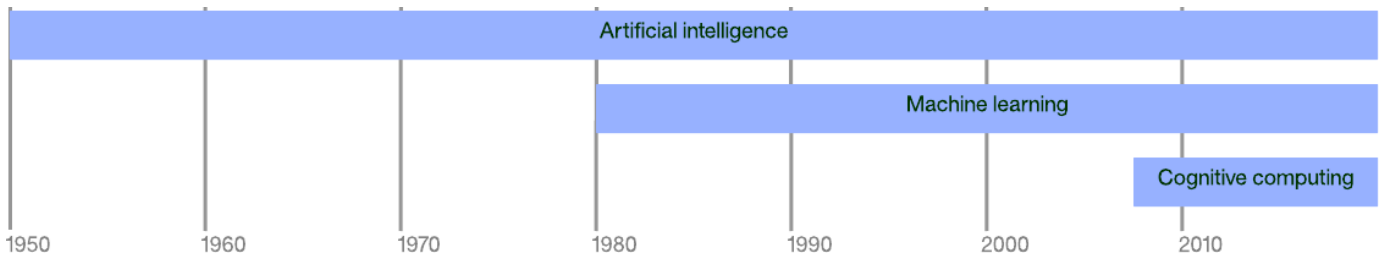 Artificial intelligence
Machine learning
Cognitive computing
1950 1960 1970 1980 1990 2000 2010